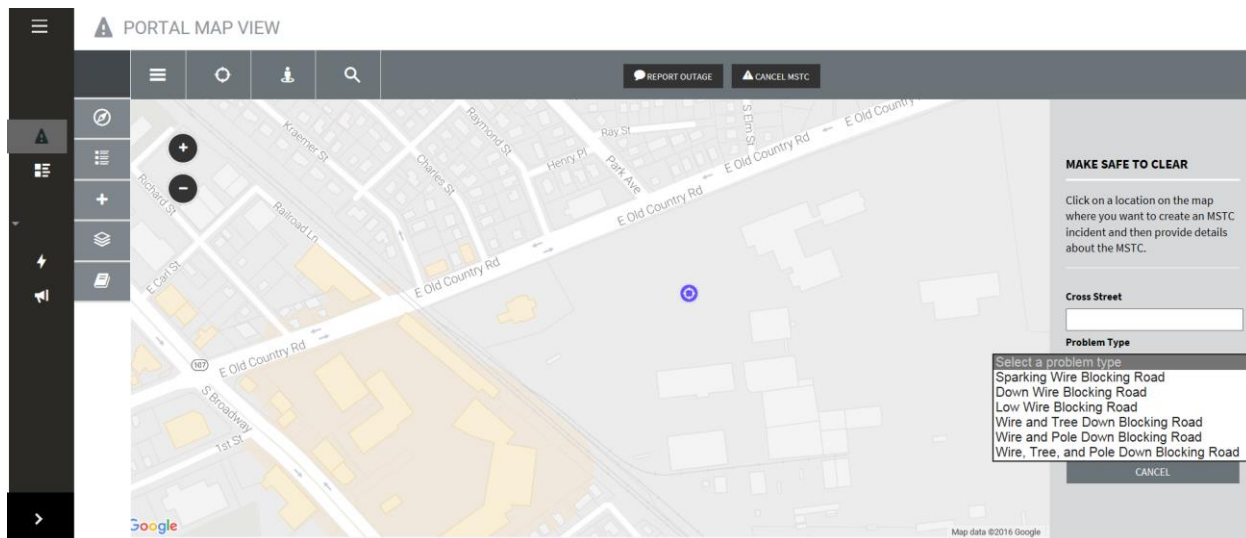 PORTAL MAP VIEW
REPORT OUTAGE
CANCEL MSTC
E Old Country Rd
S Elm St
Raymond St
Ray St
Kraemer St
Henry Pl
Park Ave
E Old Country Rd
Charles St
Richard St
E Old Country Rd
Railroad Ln
E Carl St
E Old Country Rd
107
E Old Country Rd
S Broadway
1st St
Google
Map data ©2016 Google
MAKE SAFE TO CLEAR
Click on a location on the map
where you want to create an MSTC
incident and then provide details
about the MSTC.
Cross Street
Problem Type
Select a problem type
Sparking Wire Blocking Road
Down Wire Blocking Road
Low Wire Blocking Road
Wire and Tree Down Blocking Road
Wire and Pole Down Blocking Road
Wire, Tree, and Pole Down Blocking Road
CANCEL